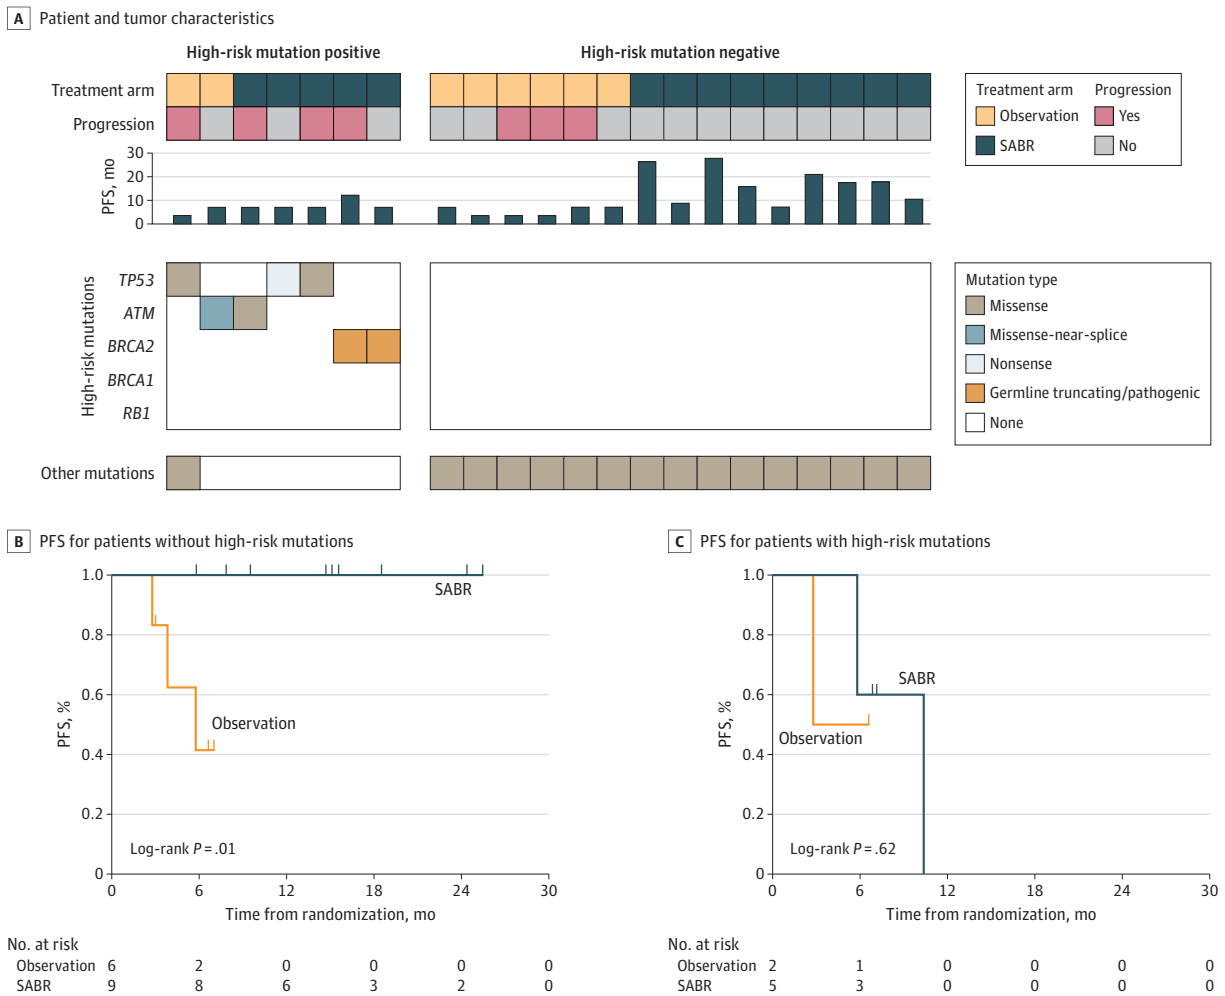 A Patient and tumor characteristics
High-risk mutation positive
High-risk mutation negative
Treatment arm
Progression
Treatment arm Progression
Observation Yes
SABR No
PFS, mo
30
20
10
0
High-risk mutations
TP53
ATM
BRCA2
BRCA1
RB1
Mutation type
Missense
Missense-near-splice
Nonsense
Germline truncating/pathogenic
None
Other mutations
B PFS for patients without high-risk mutations
PFS, %
1.0
0.8
0.6
0.4
0.2
0
SABR
Observation
Log-rank P = .01
0 6 12 18 24 30
Time from randomization, mo
No. at risk
Observation 6 2 0 0 0 0
SABR 9 8 6 3 2 0
C PFS for patients with high-risk mutations
PFS, %
1.0
0.8
0.6
0.4
0.2
0
SABR
Observation
Log-rank P = .62
0 6 12 18 24 30
Time from randomization, mo
No. at risk
Observation 2 1 0 0 0 0
SABR 5 3 0 0 0 0